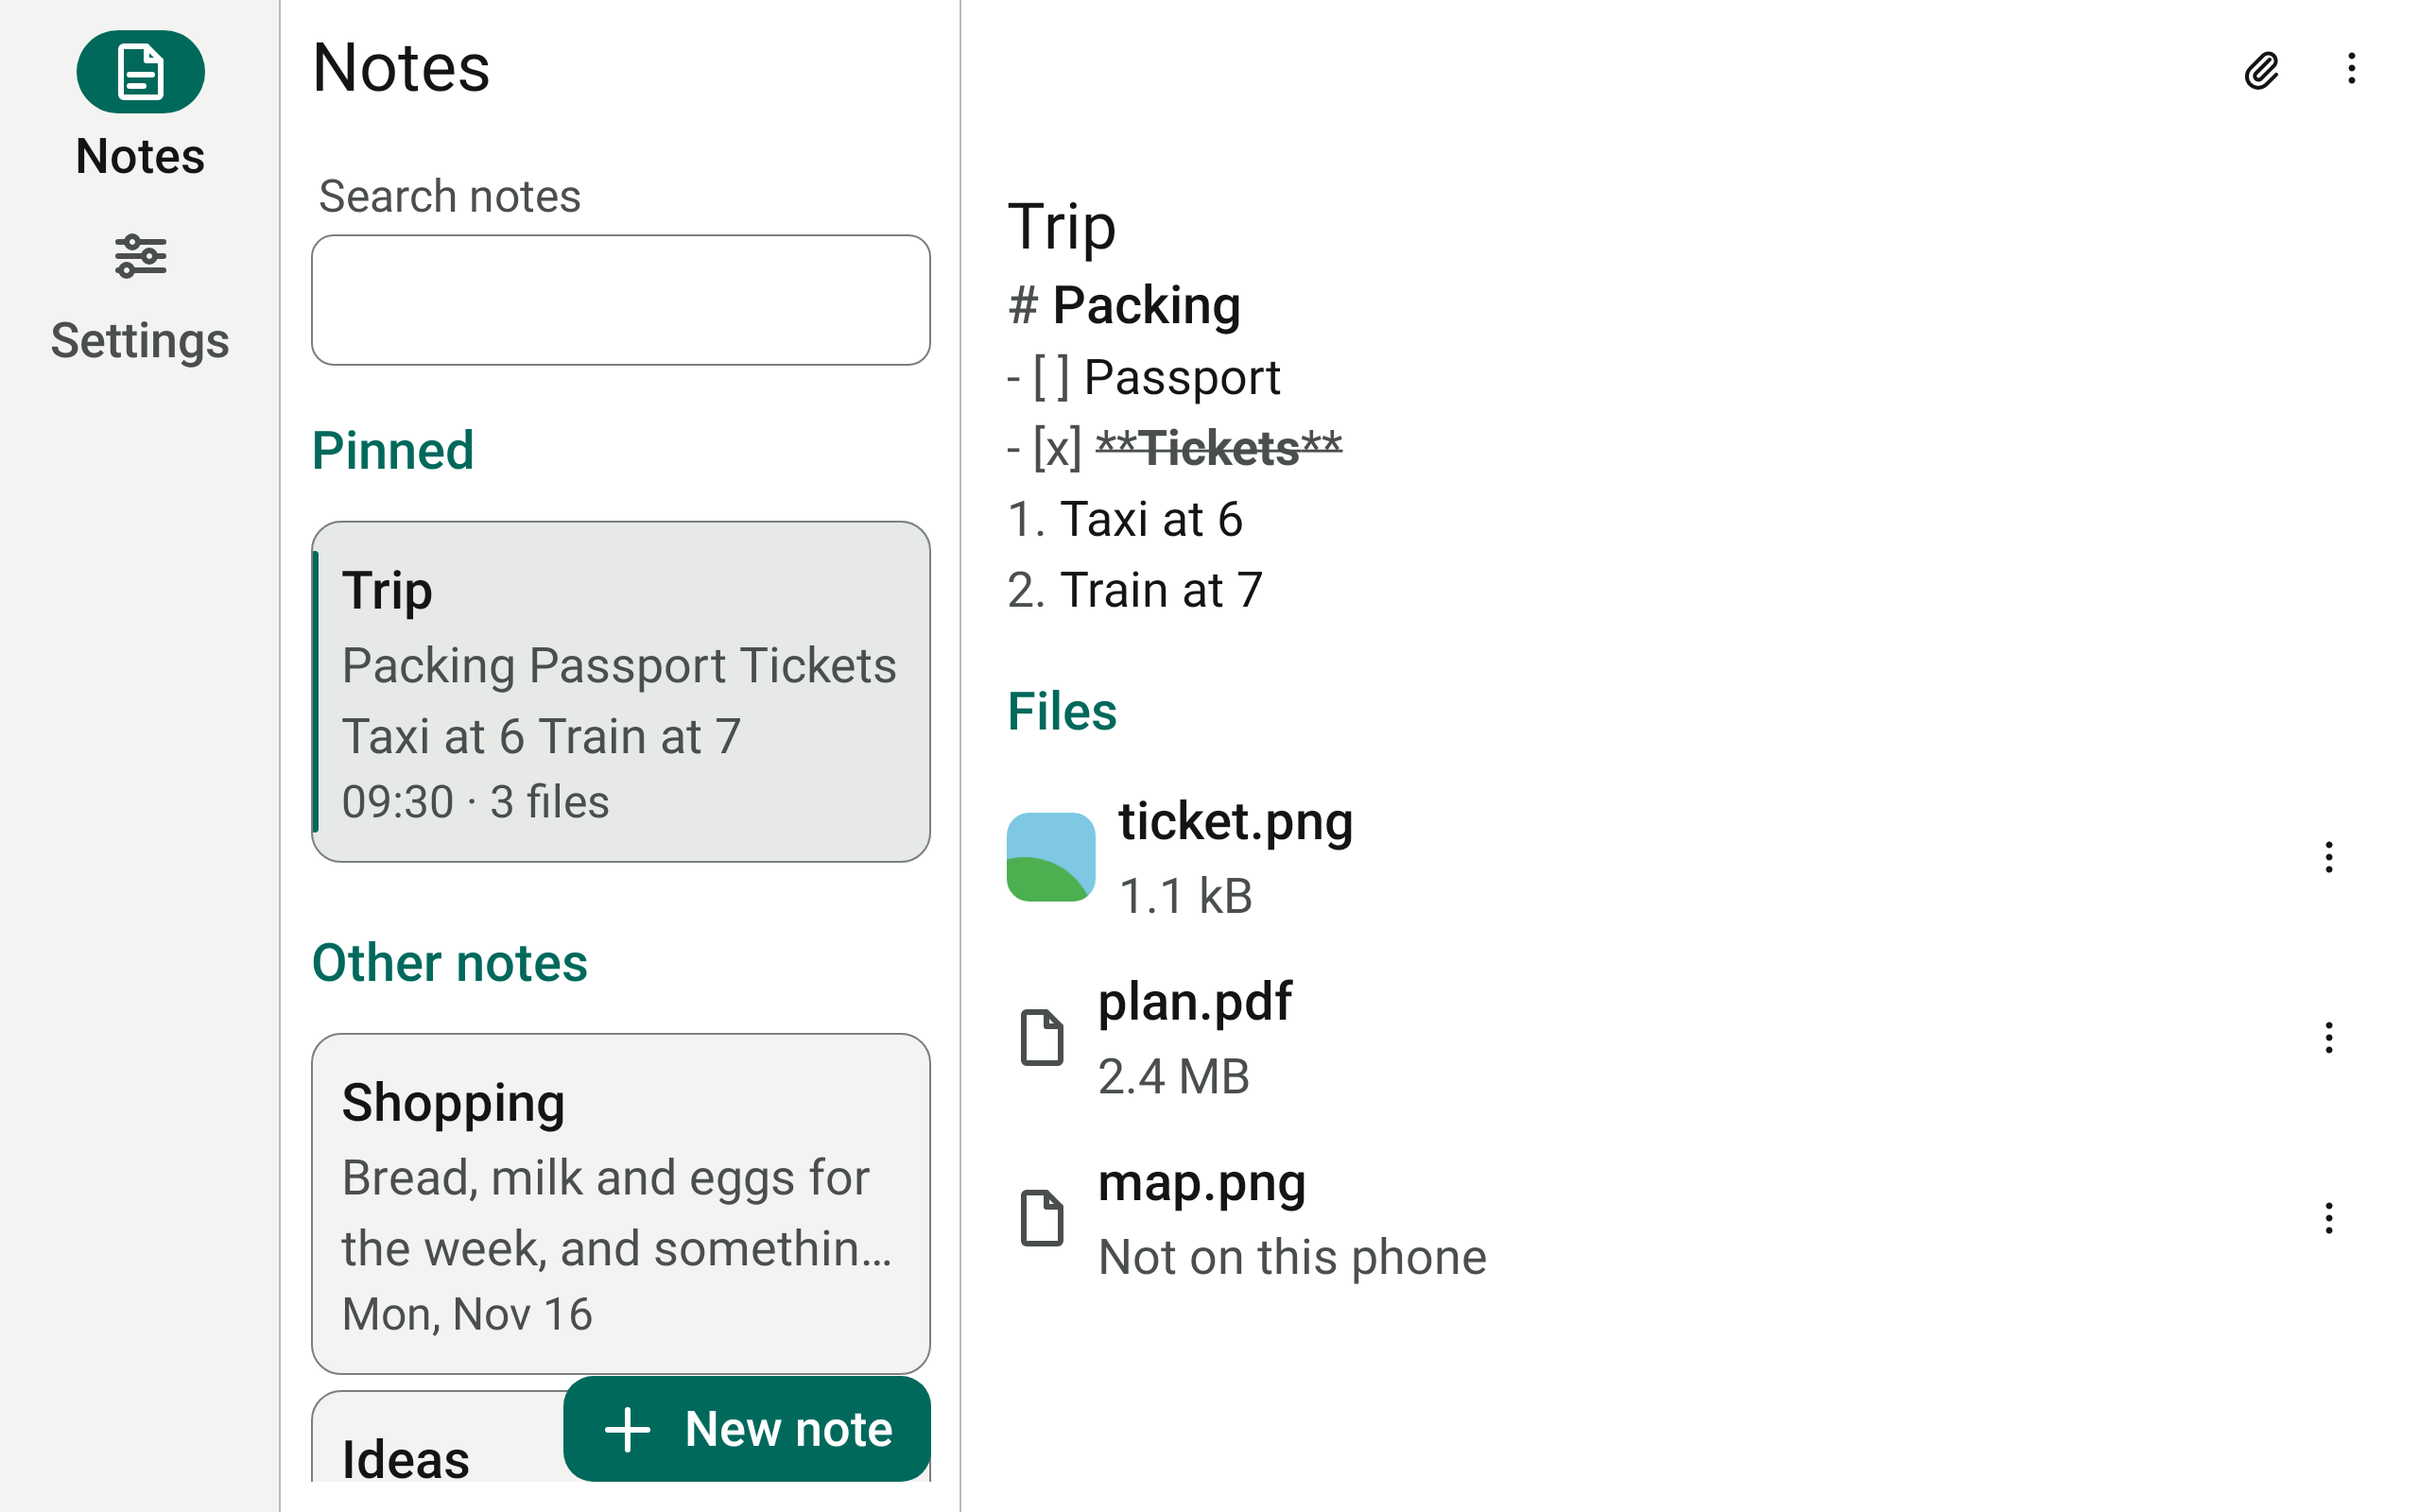 Notes
Settings
Notes
Search notes
Pinned
Trip
Packing Passport Tickets
Taxi at 6 Train at 7
09:30 · 3 files
Other notes
Shopping
Bread, milk and eggs for
the week, and somethin…
Mon, Nov 16
Ideas
New note
Trip
# Packing
- [ ] Passport
- [x] **Tickets**
1. Taxi at 6
2. Train at 7
Files
ticket.png
1.1 kB
plan.pdf
2.4 MB
map.png
Not on this phone